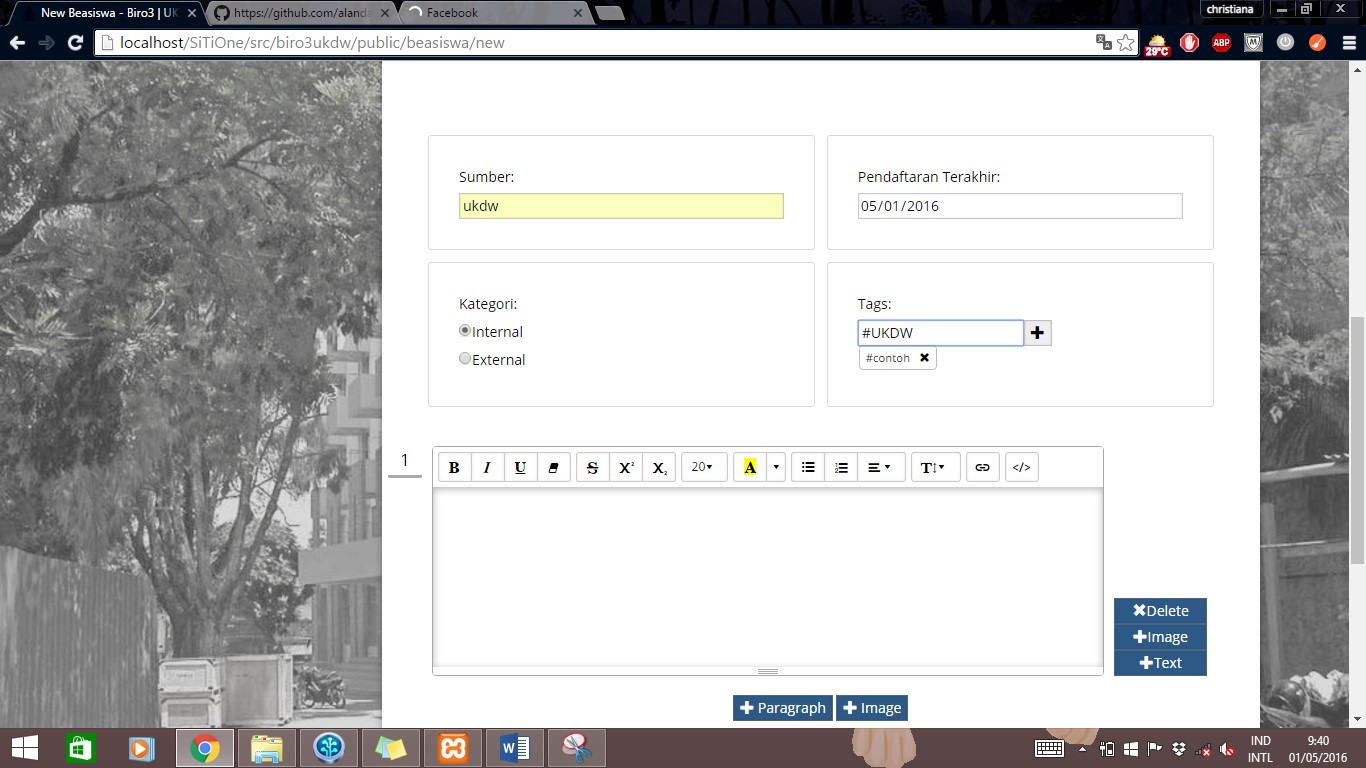 New Beasiswa - Biro3 | UK
https://github.com/alanda
Facebook
christiana
localhost/SiTiOne/src/biro3ukdw/public/beasiswa/new
29°C
ABP
Sumber:
ukdw
Pendaftaran Terakhir:
05/01/2016
Kategori:
Internal
External
Tags:
#UKDW
#contoh
1
B I U S X² X₂ 20 A T </>
Delete
Image
Text
Paragraph
Image
IND
INTL
9:40
01/05/2016